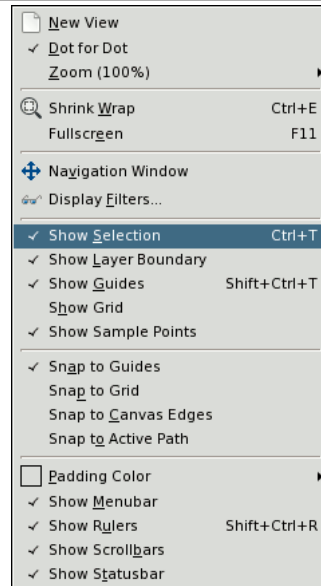 New View
Dot for Dot
Zoom (100%)
Shrink Wrap Ctrl+E
Fullscreen F11
Navigation Window
Display Filters...
Show Selection Ctrl+T
Show Layer Boundary
Show Guides Shift+Ctrl+T
Show Grid
Show Sample Points
Snap to Guides
Snap to Grid
Snap to Canvas Edges
Snap to Active Path
Padding Color
Show Menubar
Show Rulers Shift+Ctrl+R
Show Scrollbars
Show Statusbar